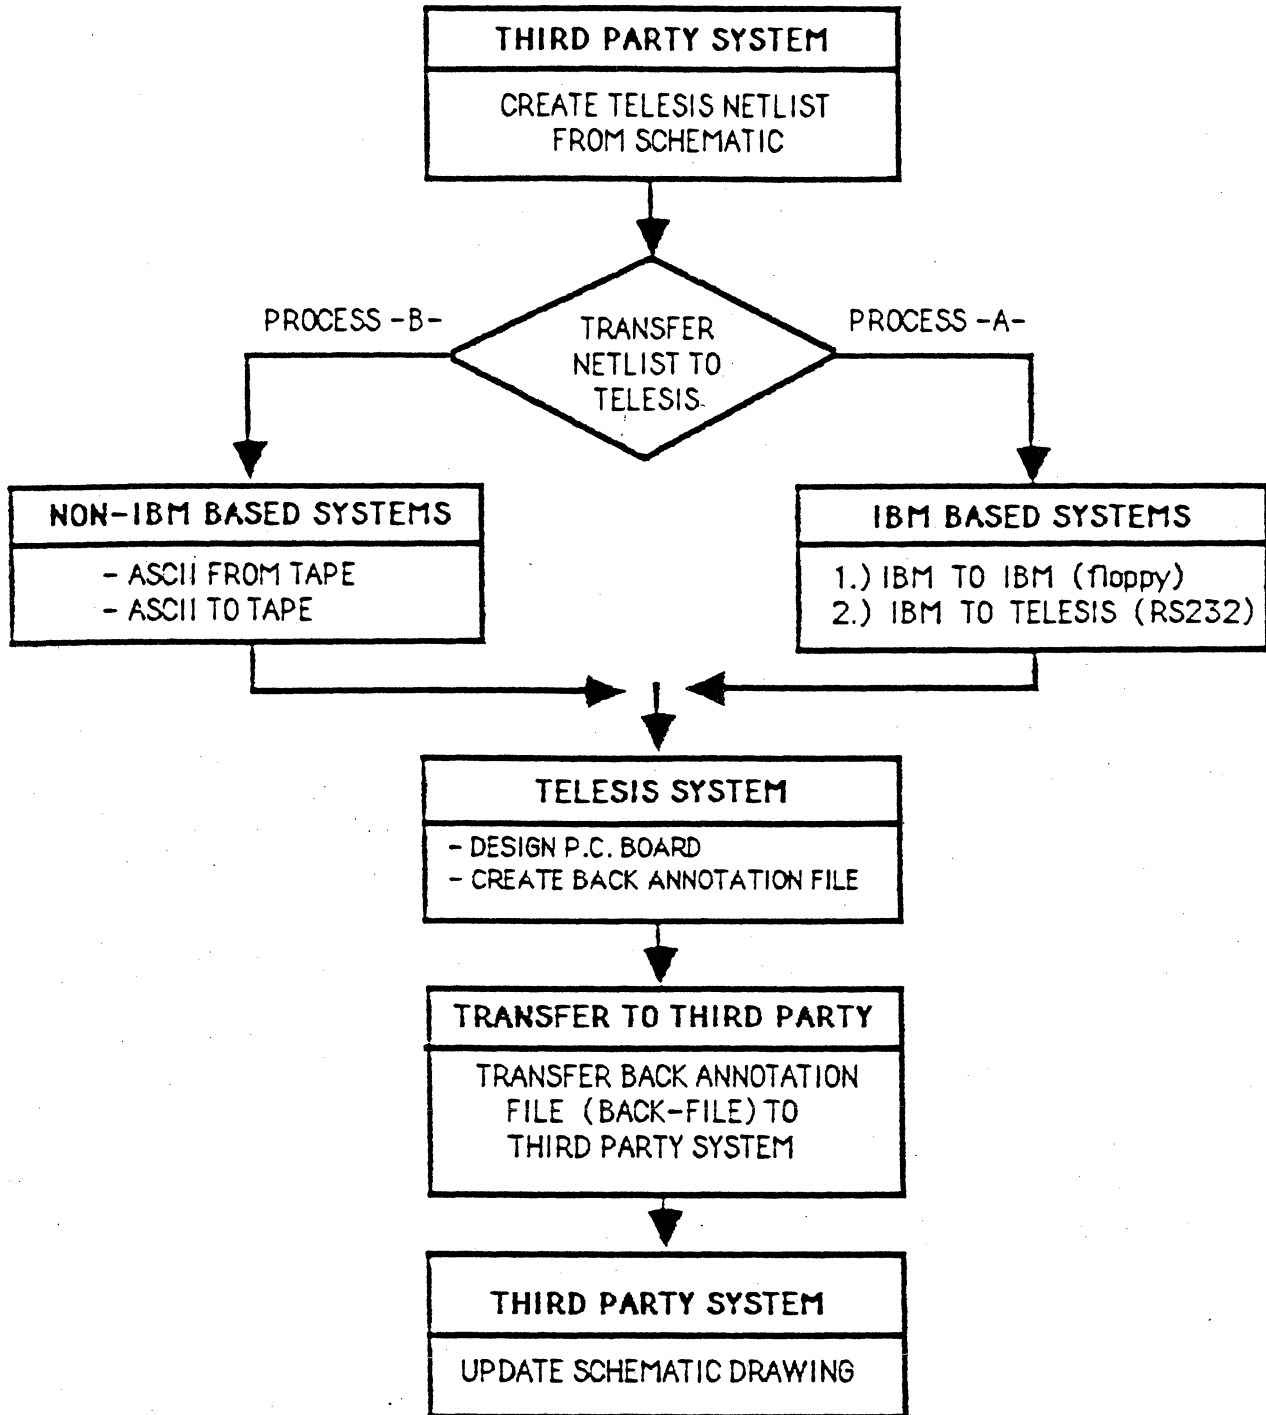 THIRD PARTY SYSTEM
CREATE TELESIS NETLIST
FROM SCHEMATIC
PROCESS -B-
PROCESS -A-
TRANSFER
NETLIST TO
TELESIS
NON-IBM BASED SYSTEMS
- ASCII FROM TAPE
- ASCII TO TAPE
IBM BASED SYSTEMS
1.) IBM TO IBM (floppy)
2.) IBM TO TELESIS (RS232)
TELESIS SYSTEM
- DESIGN P.C. BOARD
- CREATE BACK ANNOTATION FILE
TRANSFER TO THIRD PARTY
TRANSFER BACK ANNOTATION
FILE (BACK-FILE) TO
THIRD PARTY SYSTEM
THIRD PARTY SYSTEM
UPDATE SCHEMATIC DRAWING